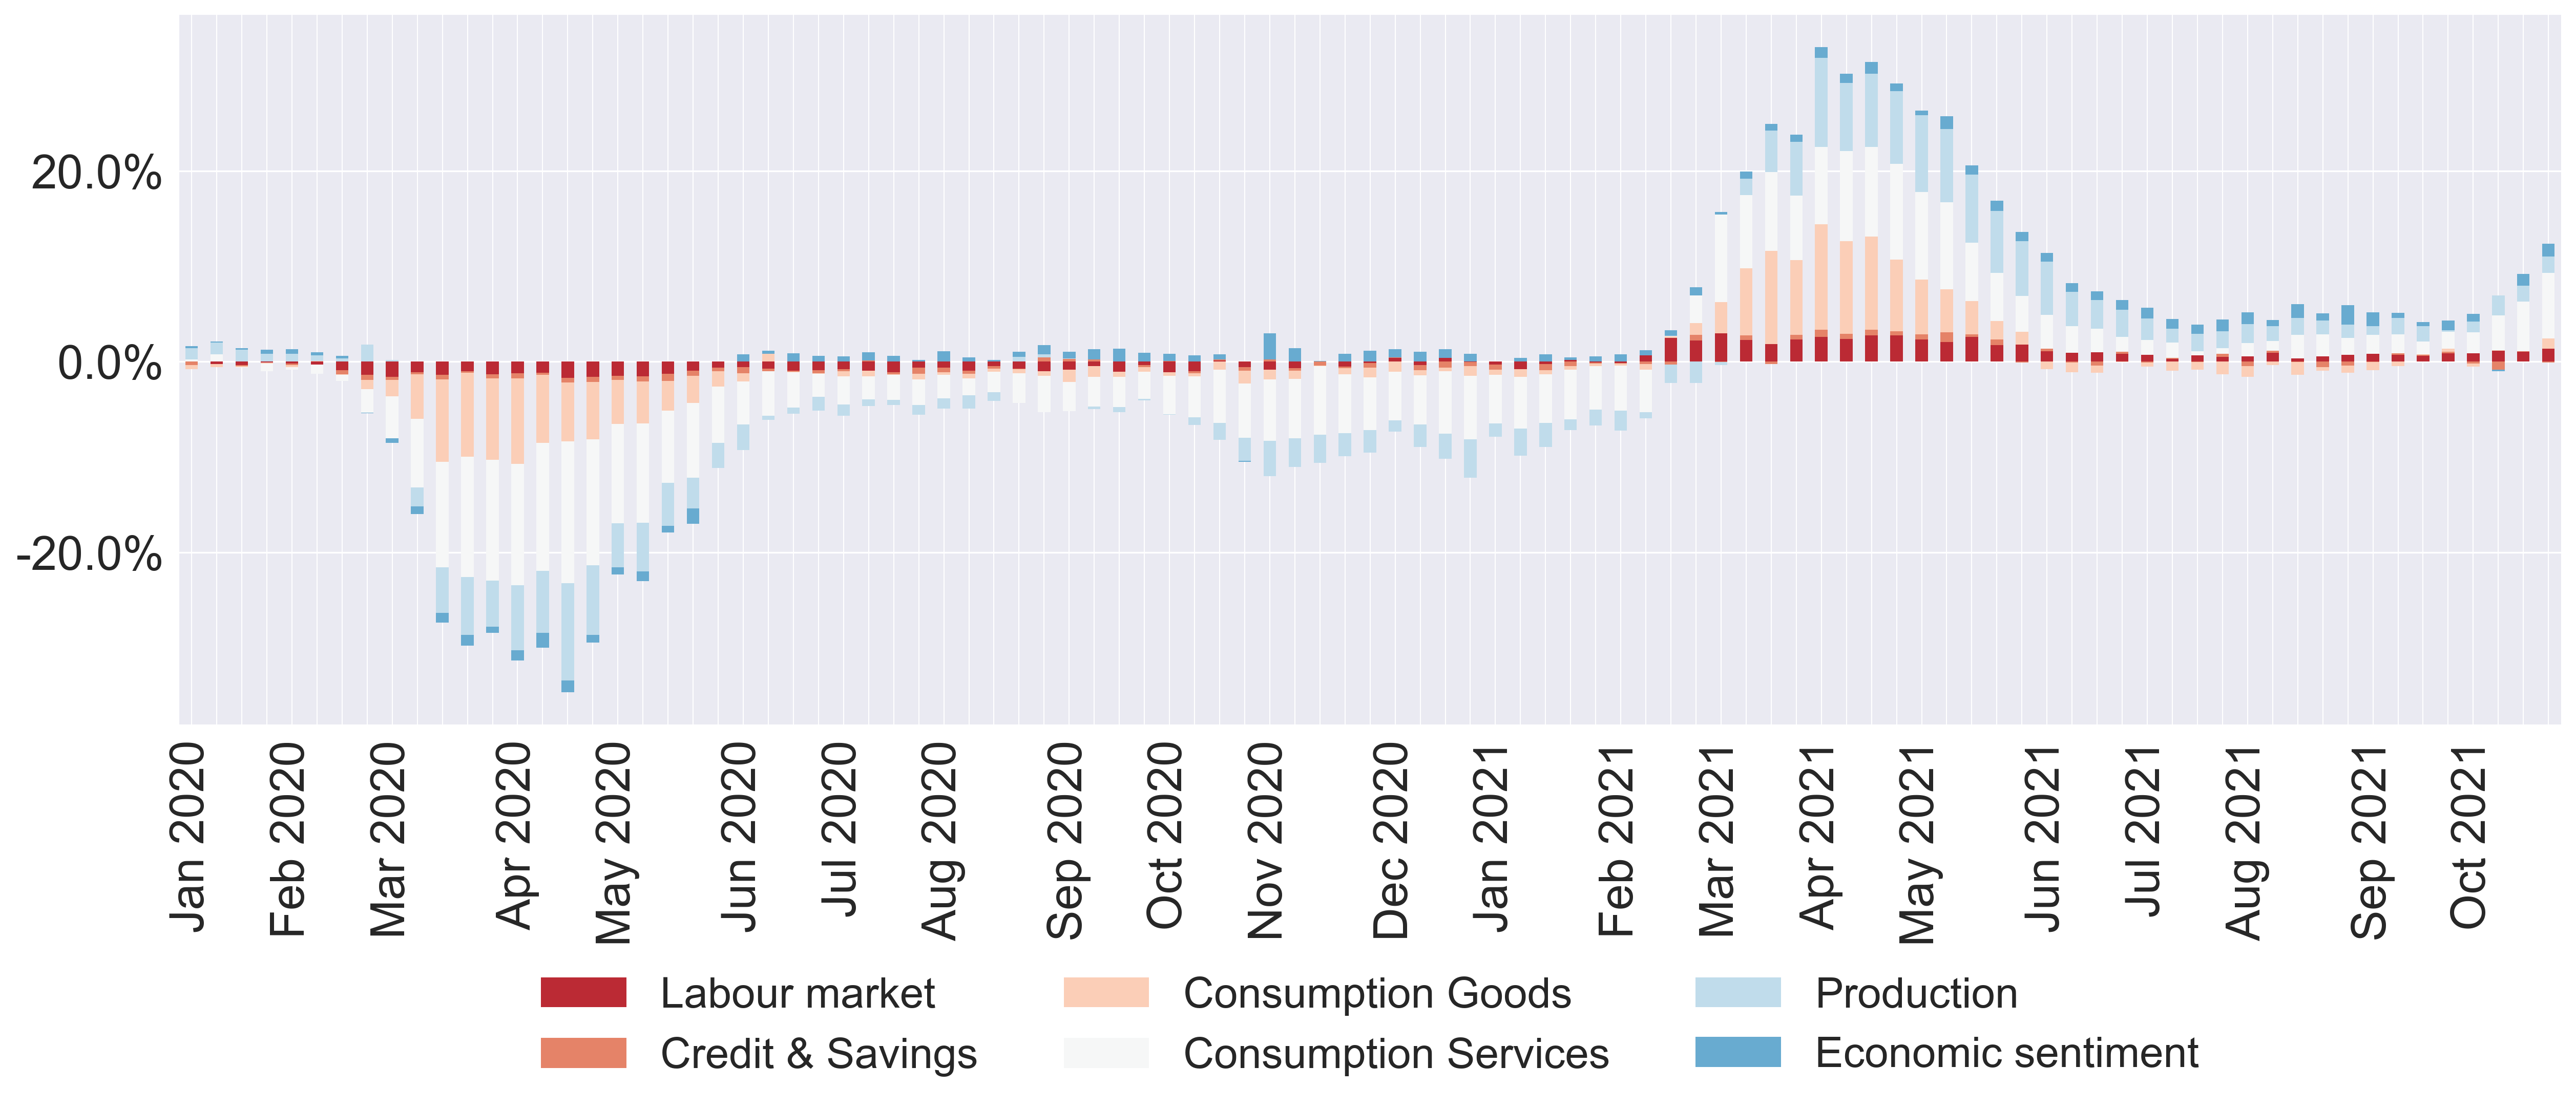 20.0%
0.0%
-20.0%
Jan 2020
Feb 2020
Mar 2020
Apr 2020
May 2020
Jun 2020
Jul 2020
Aug 2020
Sep 2020
Oct 2020
Nov 2020
Dec 2020
Jan 2021
Feb 2021
Mar 2021
Apr 2021
May 2021
Jun 2021
Jul 2021
Aug 2021
Sep 2021
Oct 2021
Labour market
Consumption Goods
Production
Credit & Savings
Consumption Services
Economic sentiment